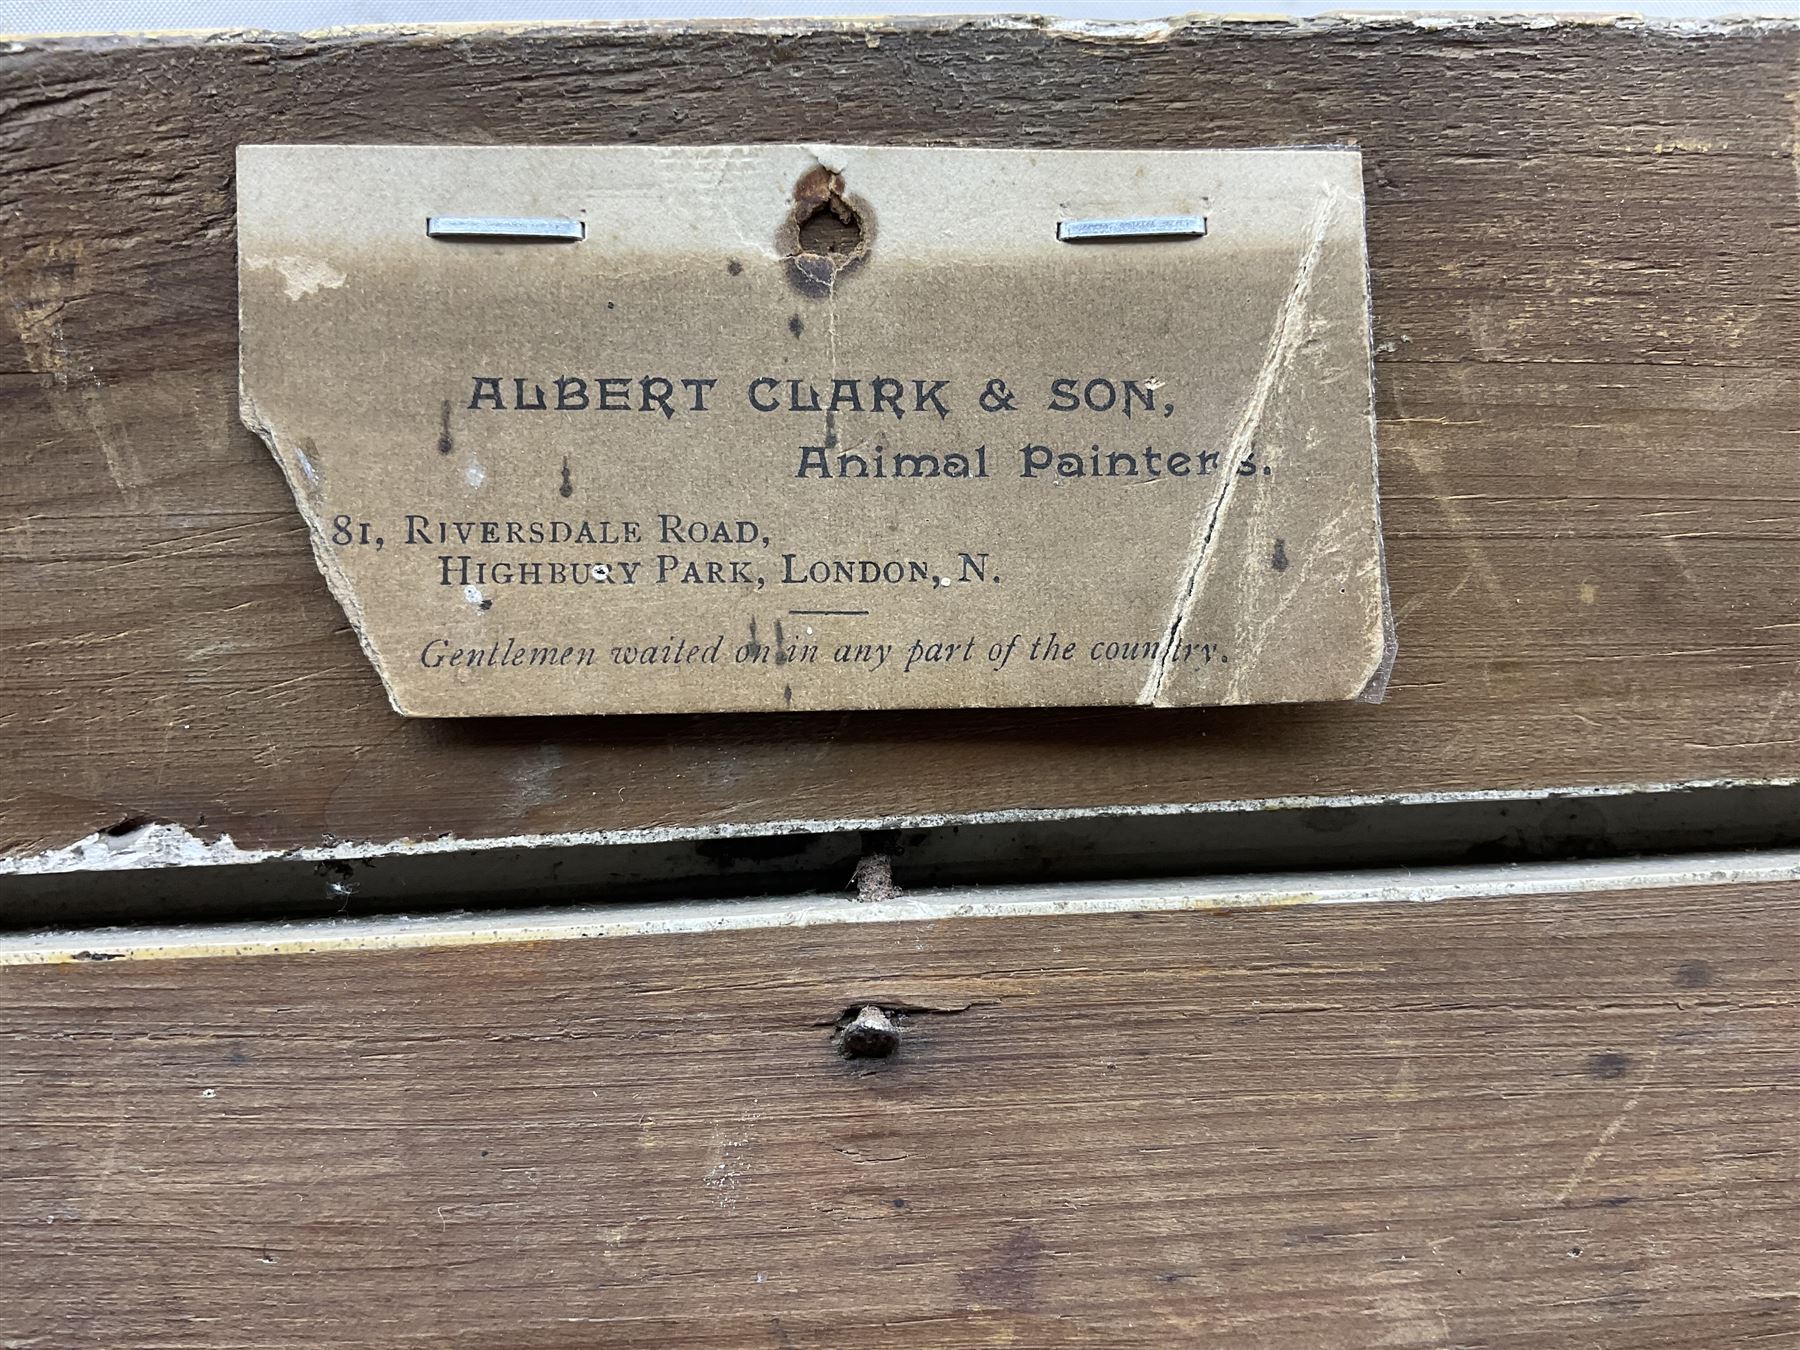 ALBERT CLARK & SON,
Animal Painters.
81, RIVERSDALE ROAD,
HIGHBURY PARK, LONDON, N.
Gentlemen waited on in any part of the country.